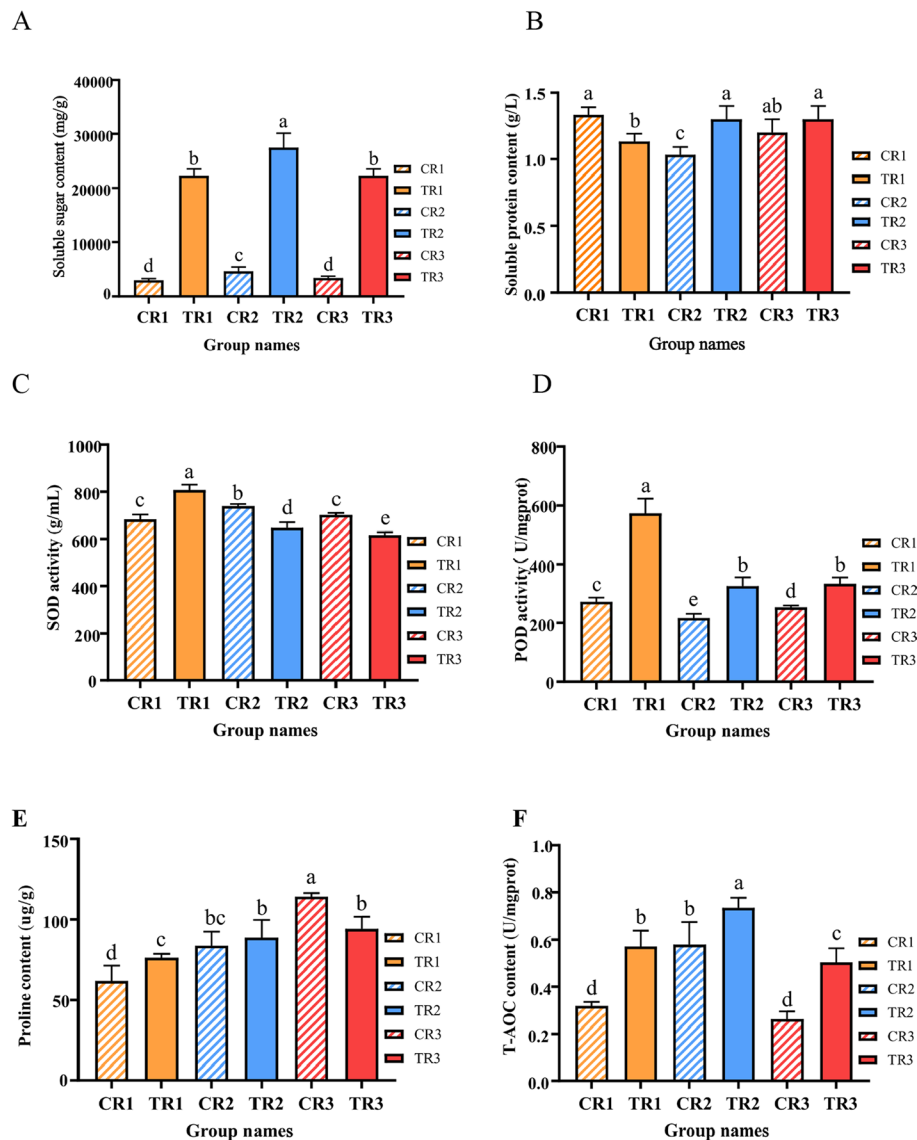 A
Soluble sugar content (mg/g)
40000
30000
20000
10000
0
d
b
c
a
d
b
CR1
TR1
CR2
TR2
CR3
TR3
CR1 TR1 CR2 TR2 CR3 TR3
Group names
B
Soluble protein content (g/L)
1.5
1.0
0.5
0.0
a
b
c
a
ab
a
CR1
TR1
CR2
TR2
CR3
TR3
CR1 TR1 CR2 TR2 CR3 TR3
Group names
C
SOD activity (g/mL)
1000
800
600
400
200
0
c
a
b
d
c
e
CR1
TR1
CR2
TR2
CR3
TR3
CR1 TR1 CR2 TR2 CR3 TR3
Group names
D
POD activity ( U/mgprot)
800
600
400
200
0
c
a
e
b
d
b
CR1
TR1
CR2
TR2
CR3
TR3
CR1 TR1 CR2 TR2 CR3 TR3
Group names
E
Proline content (ug/g)
150
100
50
0
d
c
bc
b
a
b
CR1
TR1
CR2
TR2
CR3
TR3
CR1 TR1 CR2 TR2 CR3 TR3
Group names
F
T-AOC content (U/mgprot)
1.0
0.8
0.6
0.4
0.2
0.0
d
b
b
a
d
c
CR1
TR1
CR2
TR2
CR3
TR3
CR1 TR1 CR2 TR2 CR3 TR3
Group names